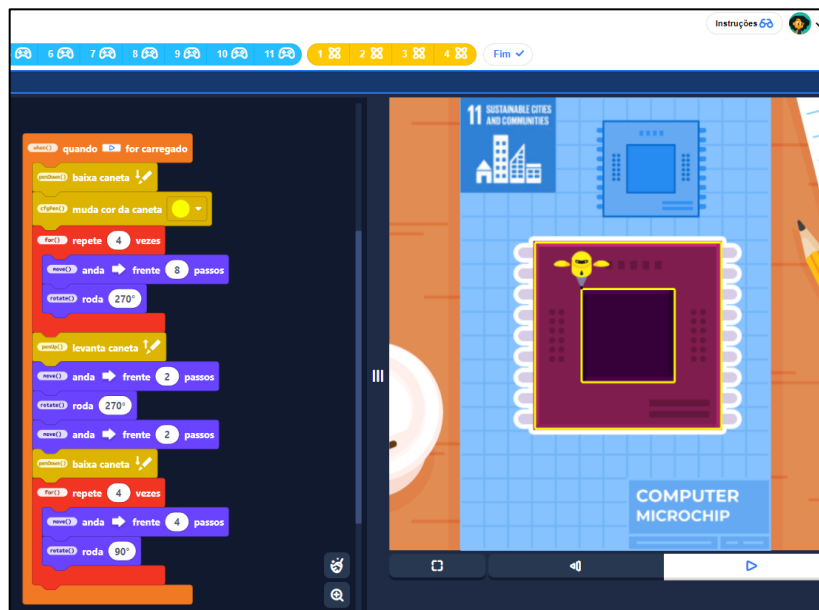 Instruções
6 7 8 9 10 11 1 2 3 4 Fim
11 SUSTAINABLE CITIES
AND COMMUNITIES
when() quando for carregado
penDown() baixa caneta
cfgPen() muda cor da caneta
for() repete 4 vezes
move() anda frente 8 passos
rotate() roda 270°
penUp() levanta caneta
move() anda frente 2 passos
rotate() roda 270°
move() anda frente 2 passos
penDown() baixa caneta
for() repete 4 vezes
move() anda frente 4 passos
rotate() roda 90°
COMPUTER
MICROCHIP